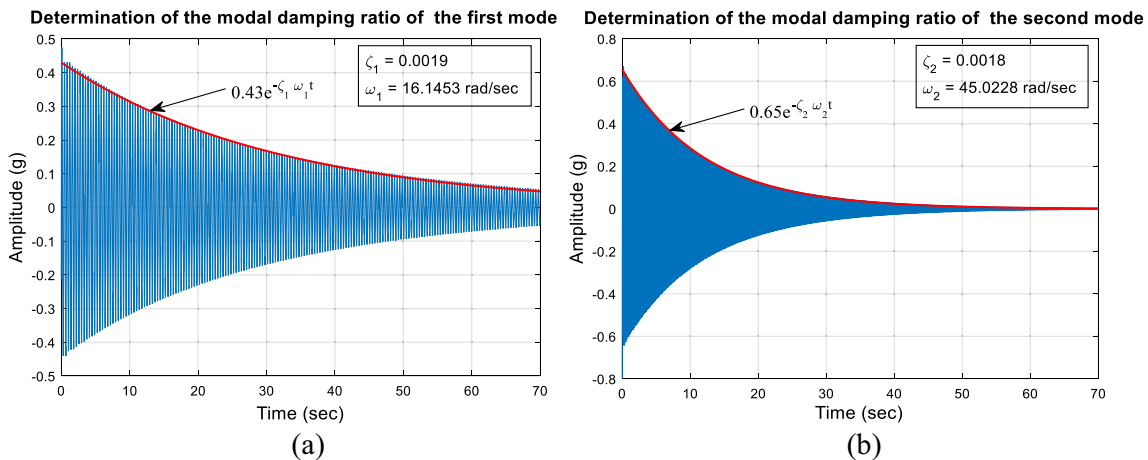 Determination of the modal damping ratio of the first mode
0.5
0.4
0.3
0.2
0.1
0
-0.1
-0.2
-0.3
-0.4
-0.5
Amplitude (g)
ζ1 = 0.0019
ω1 = 16.1453 rad/sec
0.43e^-ζ1 ω1t
0 10 20 30 40 50 60 70
Time (sec)
(a)
Determination of the modal damping ratio of the second mode
0.8
0.6
0.4
0.2
0
-0.2
-0.4
-0.6
-0.8
Amplitude (g)
ζ2 = 0.0018
ω2 = 45.0228 rad/sec
0.65e^-ζ2 ω2t
0 10 20 30 40 50 60 70
Time (sec)
(b)